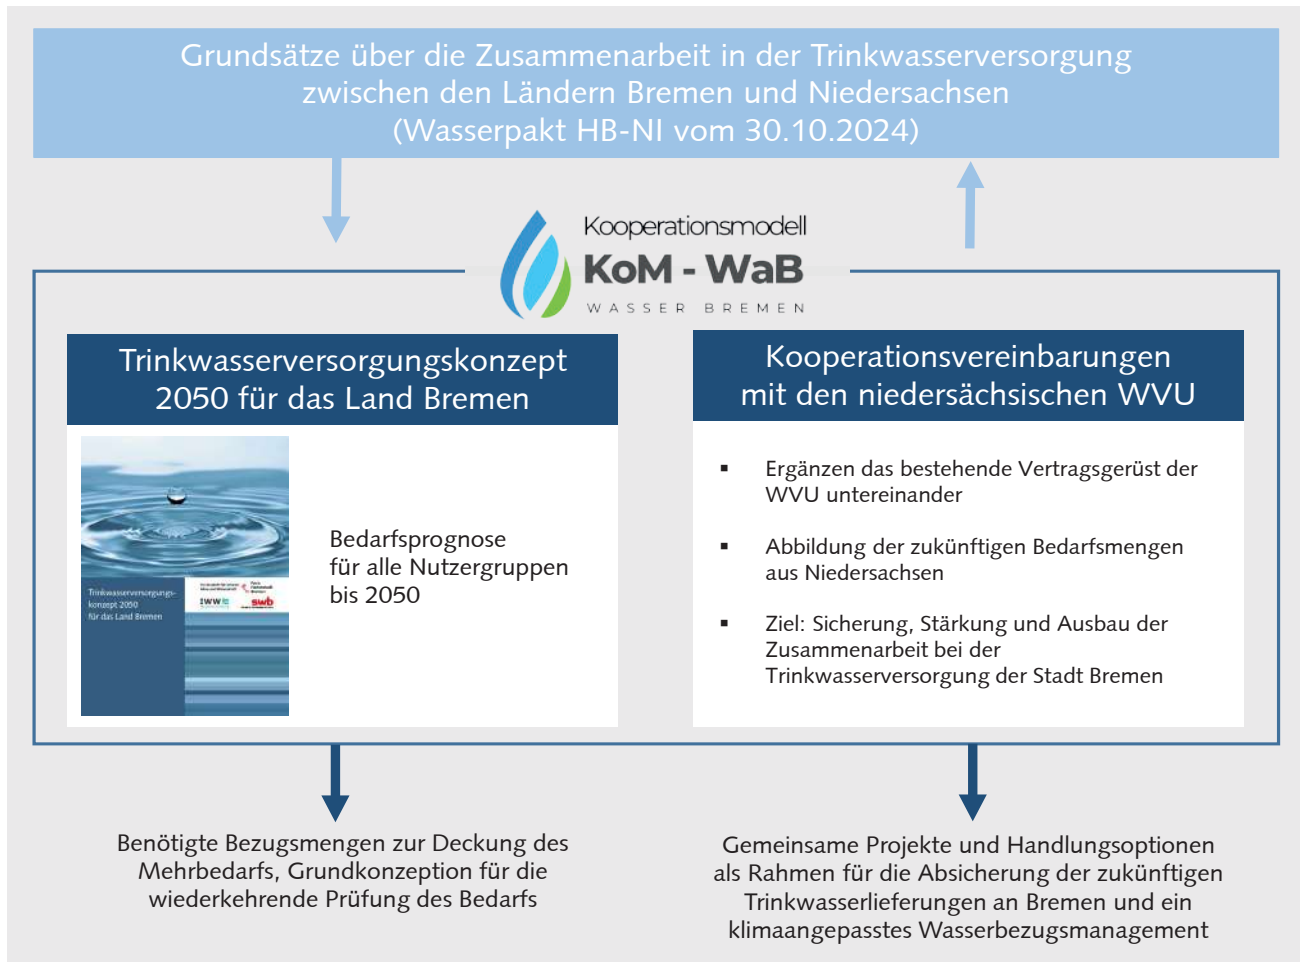 Grundsätze über die Zusammenarbeit in der Trinkwasserversorgung
zwischen den Ländern Bremen und Niedersachsen
(Wasserpakt HB-NI vom 30.10.2024)
Kooperationsmodell
KoM - WaB
WASSER BREMEN
Trinkwasserversorgungskonzept
2050 für das Land Bremen
Trinkwasserversorgungs-
konzept 2050
für das Land Bremen
IWW
swb
Bedarfsprognose
für alle Nutzergruppen
bis 2050
Kooperationsvereinbarungen
mit den niedersächsischen WVU
▪ Ergänzen das bestehende Vertragsgerüst der
WVU untereinander
▪ Abbildung der zukünftigen Bedarfsmengen
aus Niedersachsen
▪ Ziel: Sicherung, Stärkung und Ausbau der
Zusammenarbeit bei der
Trinkwasserversorgung der Stadt Bremen
Benötigte Bezugsmengen zur Deckung des
Mehrbedarfs, Grundkonzeption für die
wiederkehrende Prüfung des Bedarfs
Gemeinsame Projekte und Handlungsoptionen
als Rahmen für die Absicherung der zukünftigen
Trinkwasserlieferungen an Bremen und ein
klimaangepasstes Wasserbezugsmanagement